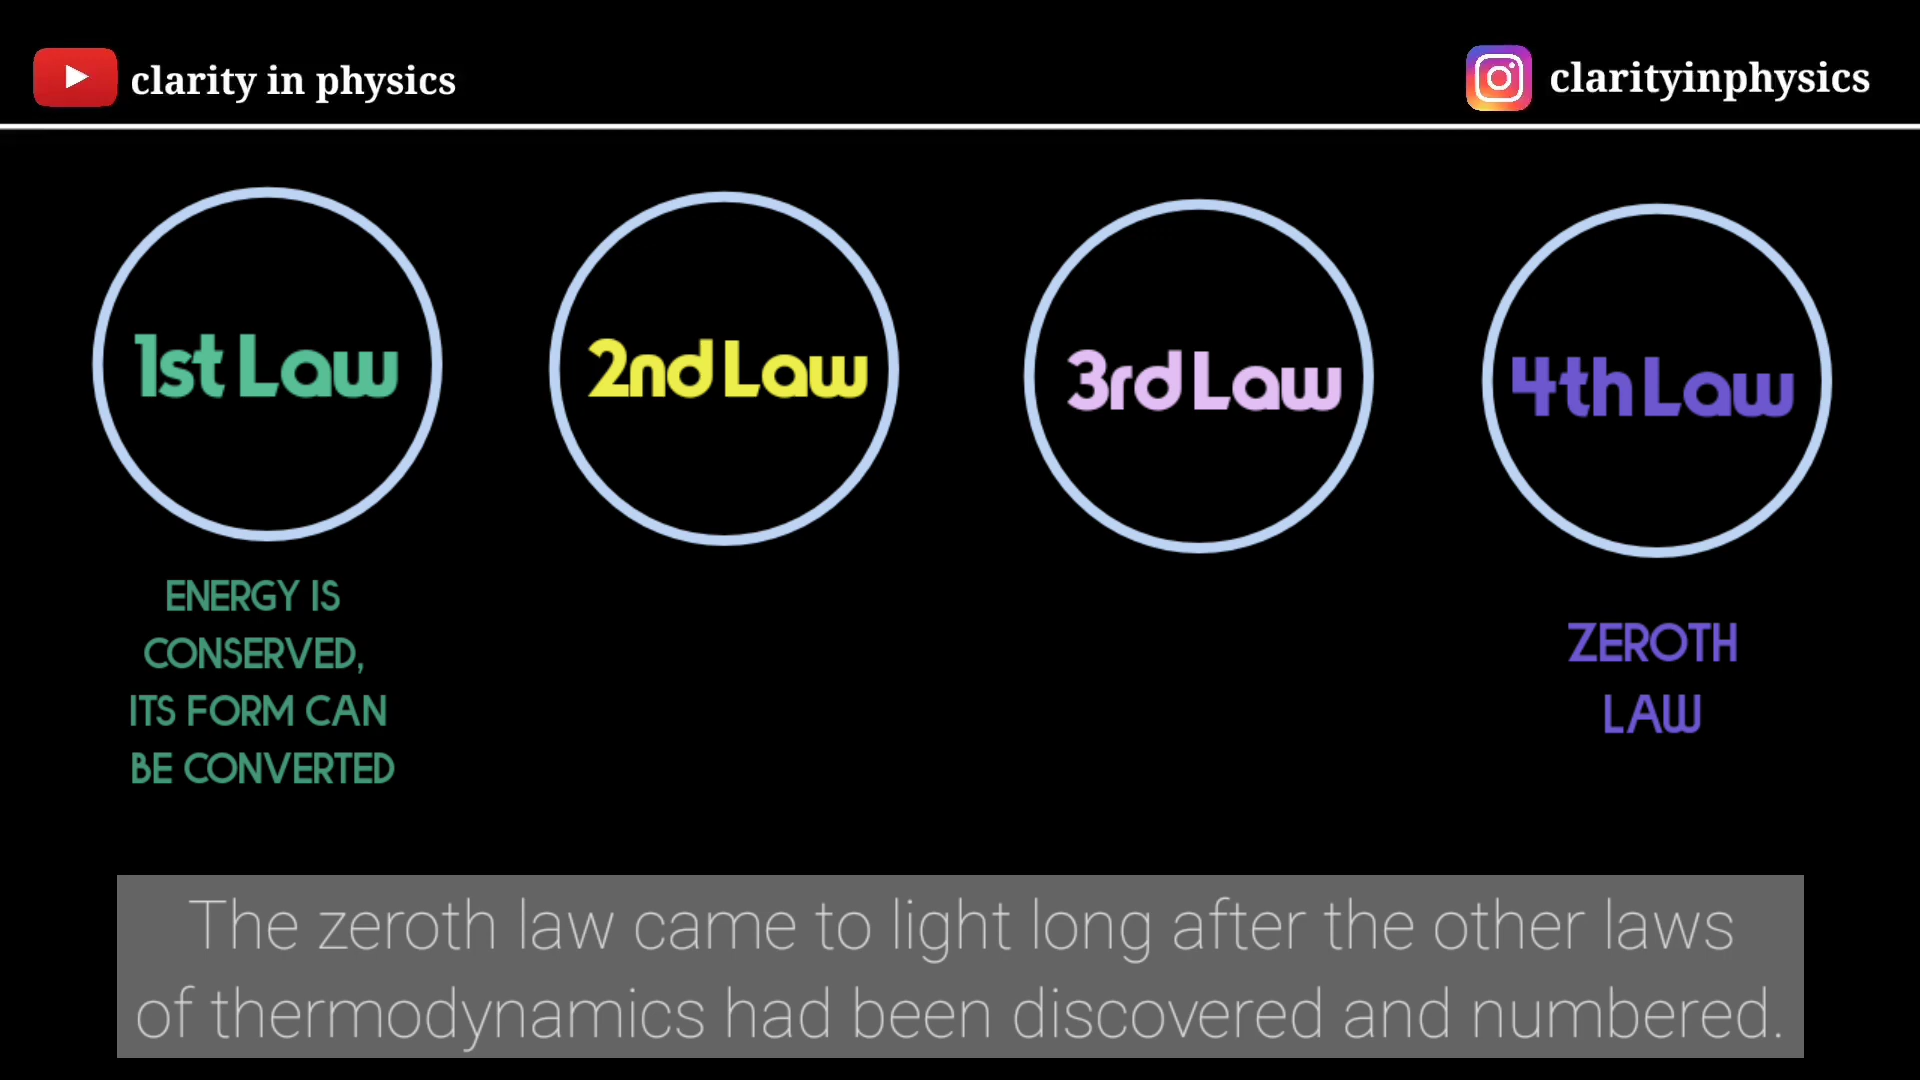 clarity in physics
clarityinphysics
1st Law
2nd Law
3rd Law
4th Law
ENERGY IS
CONSERVED,
ITS FORM CAN
BE CONVERTED
ZEROTH
LAW
The zeroth law came to light long after the other laws
of thermodynamics had been discovered and numbered.